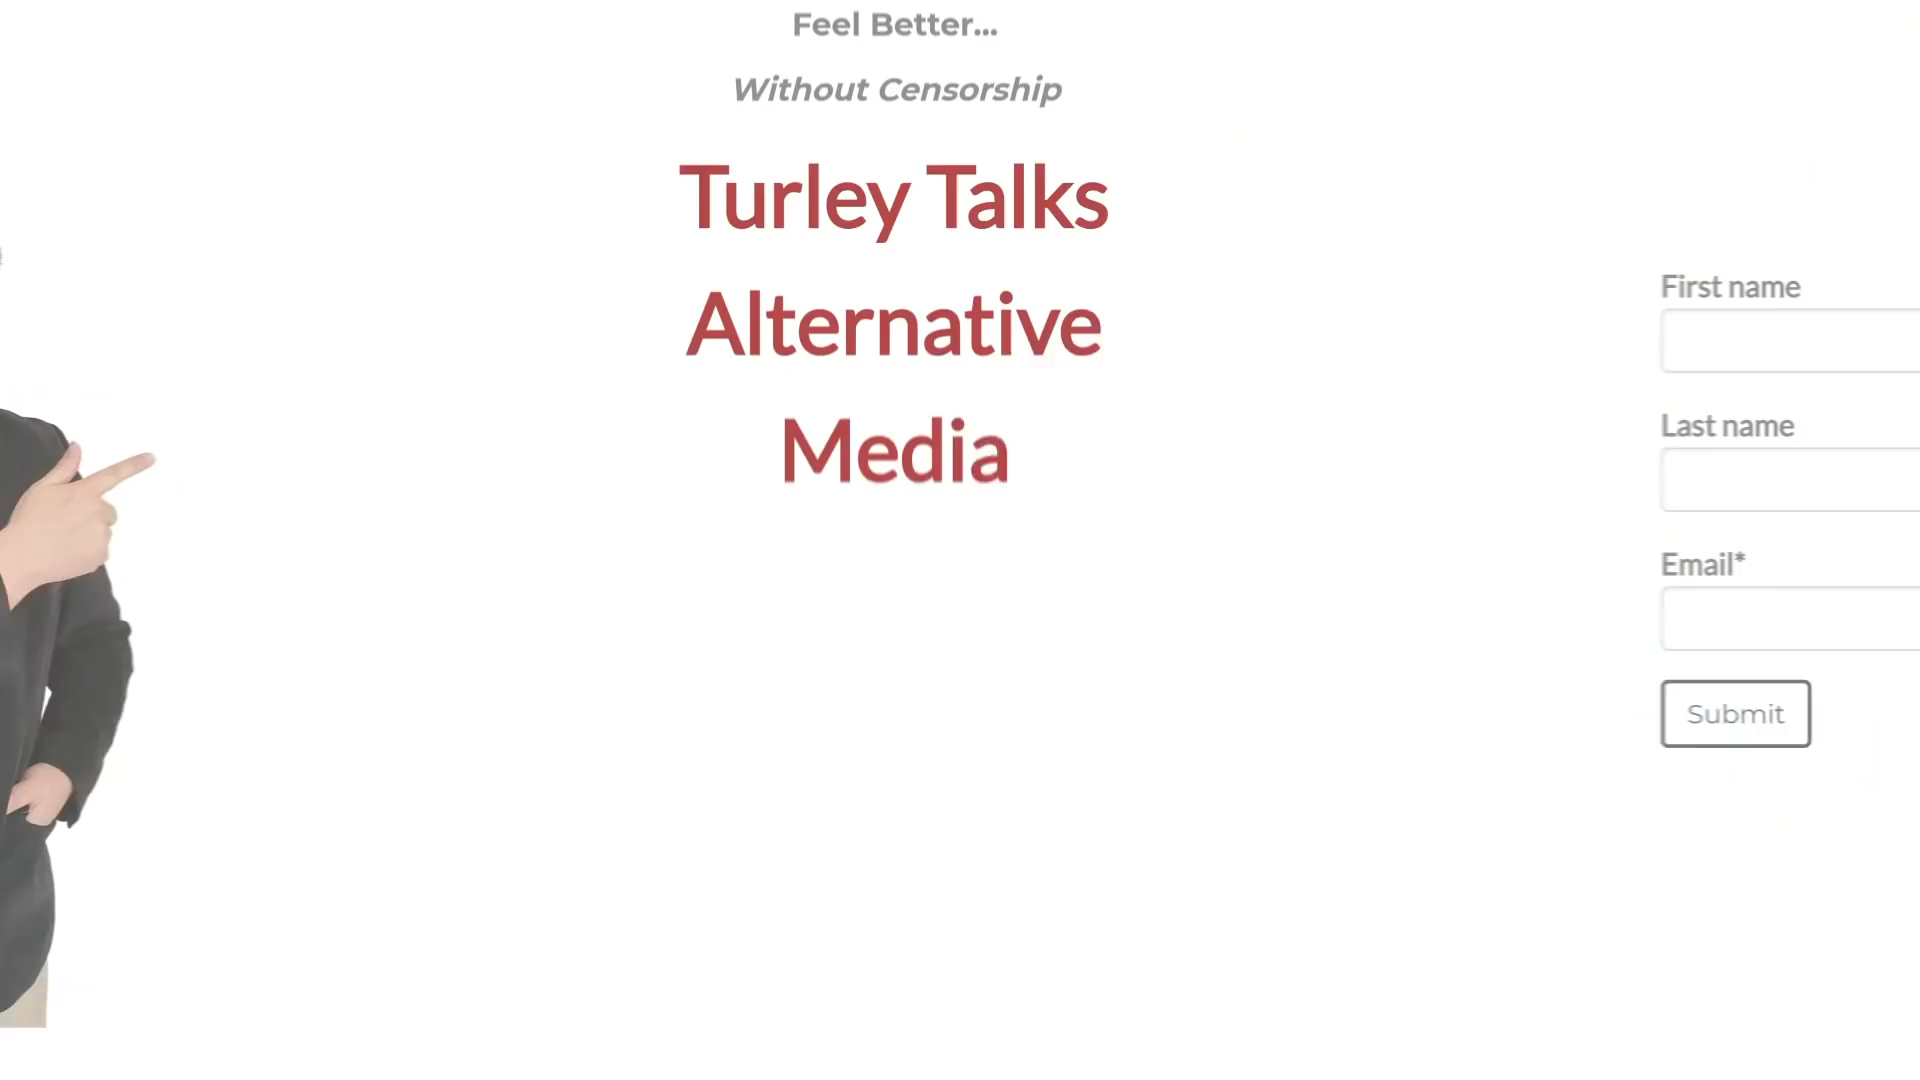 Feel Better...
Without Censorship
Turley Talks
Alternative
Media
First name
Last name
Email*
Submit